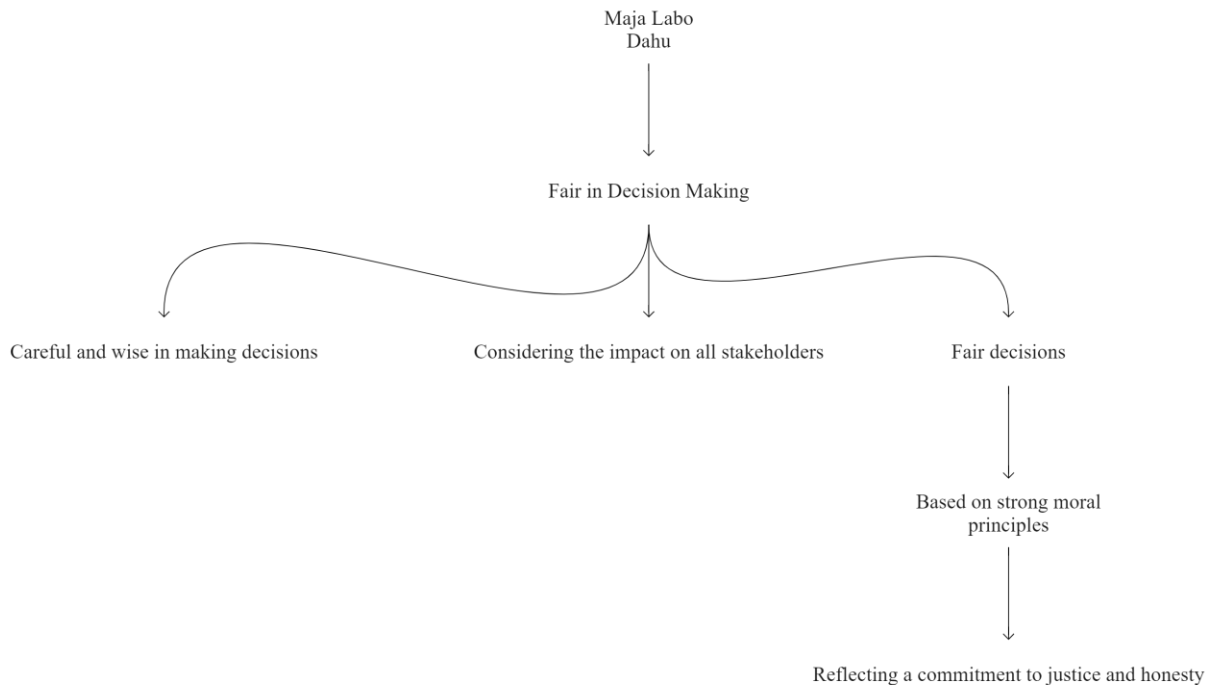 Maja Labo
Dahu
Fair in Decision Making
Careful and wise in making decisions
Considering the impact on all stakeholders
Fair decisions
Based on strong moral
principles
Reflecting a commitment to justice and honesty